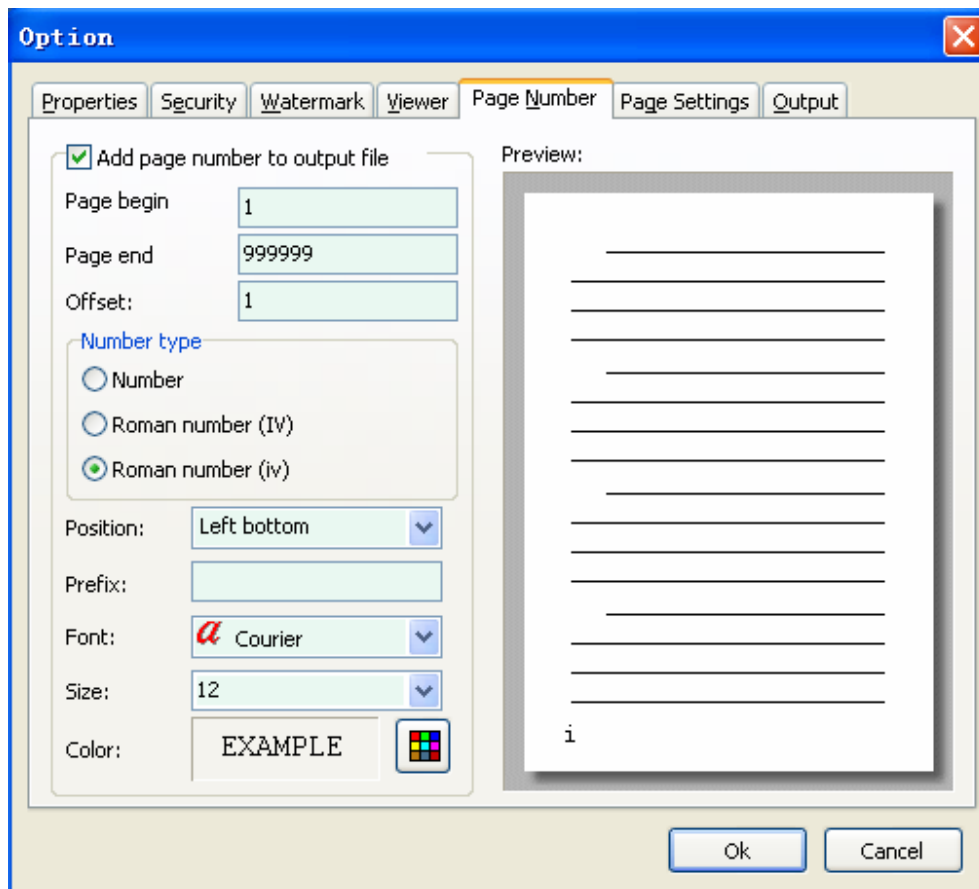 Option
Properties Security Watermark Viewer Page Number Page Settings Output
Add page number to output file
Page begin 1
Page end 999999
Offset: 1
Number type
Number
Roman number (IV)
Roman number (iv)
Position: Left bottom
Prefix:
Font: a Courier
Size: 12
Color: EXAMPLE
Preview:
i
Ok Cancel